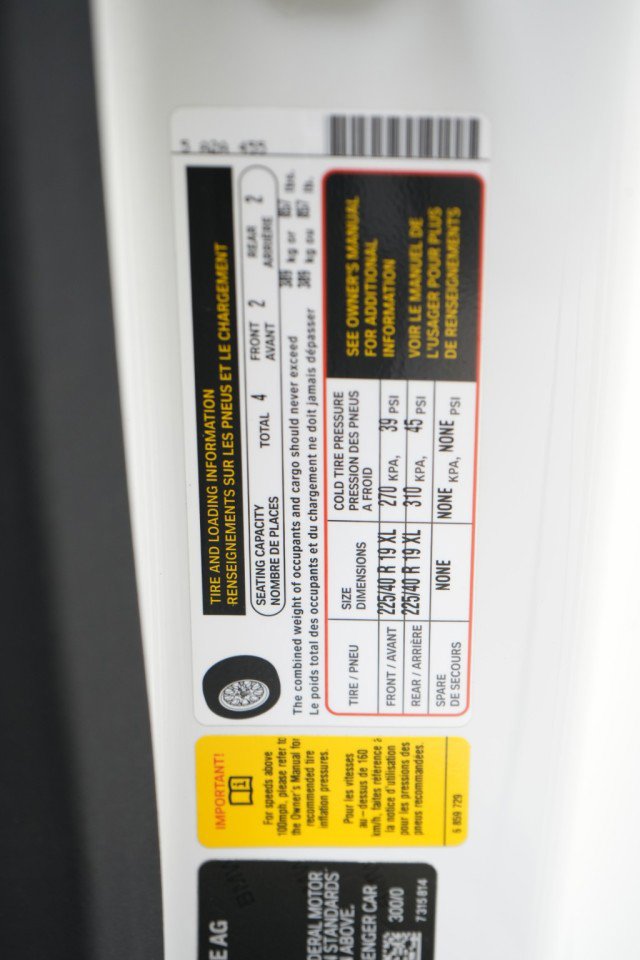 TIRE AND LOADING INFORMATION
RENSEIGNEMENTS SUR LES PNEUS ET LE CHARGEMENT
SEATING CAPACITY TOTAL 4 FRONT 2 REAR 2
NOMBRE DE PLACES AVANT ARRIÈRE
The combined weight of occupants and cargo should never exceed 389 kg or 857 lbs.
Le poids total des occupants et du chargement ne doit jamais dépasser 389 kg ou 857 lb.
TIRE / PNEU
SIZE
DIMENSIONS
COLD TIRE PRESSURE
PRESSION DES PNEUS
A FROID
FRONT / AVANT 225/40 R 19 XL 270 KPA, 39 PSI
REAR / ARRIÈRE 225/40 R 19 XL 310 KPA, 45 PSI
SPARE
DE SECOURS
NONE NONE KPA, NONE PSI
SEE OWNER'S MANUAL
FOR ADDITIONAL
INFORMATION
VOIR LE MANUEL DE
L'USAGER POUR PLUS
DE RENSEIGNEMENTS
IMPORTANT!
For speeds above
100mph, please refer to
the Owner's Manual for
recommended tire
inflation pressures.
Pour les vitesses
au-dessus de 160
km/h, faites référence à
la notice d'utilisation
pour les pressions des
pneus recommandées.
6 859 729
E AG
DERAL MOTOR
N STANDARDS
N ABOVE.
ENGER CAR
300/0
7 315 814